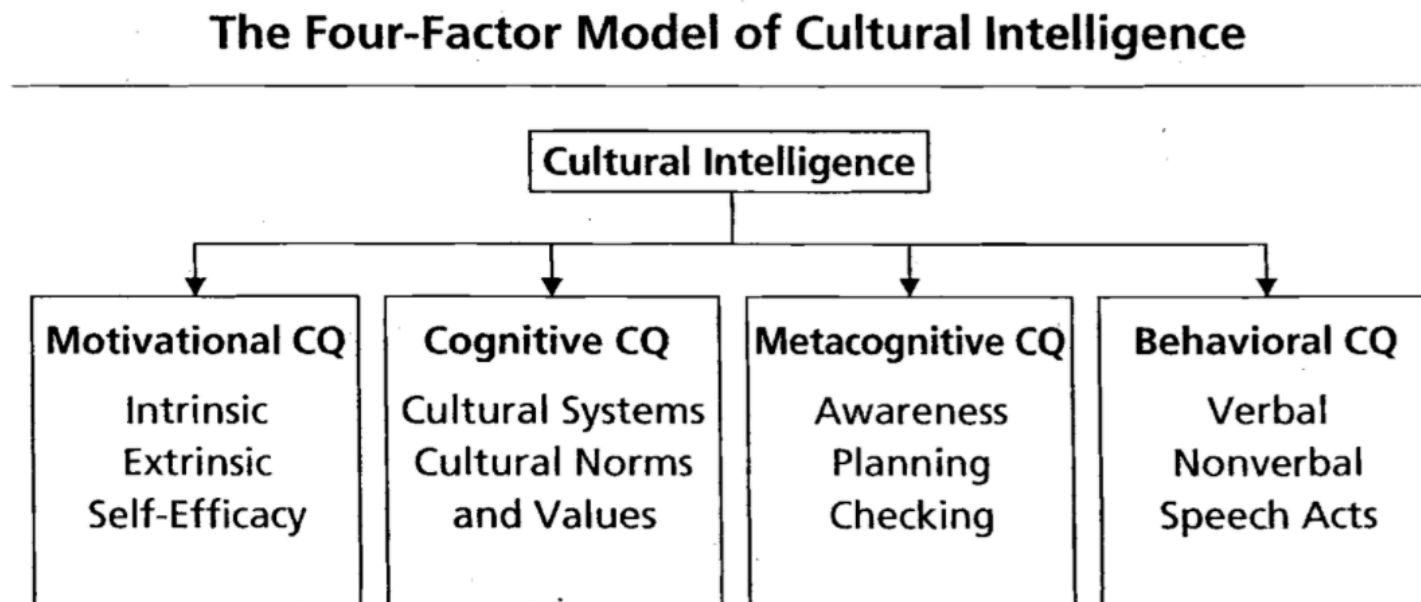 The Four-Factor Model of Cultural Intelligence
Cultural Intelligence
Motivational CQ
Intrinsic
Extrinsic
Self-Efficacy
Cognitive CQ
Cultural Systems
Cultural Norms
and Values
Metacognitive CQ
Awareness
Planning
Checking
Behavioral CQ
Verbal
Nonverbal
Speech Acts